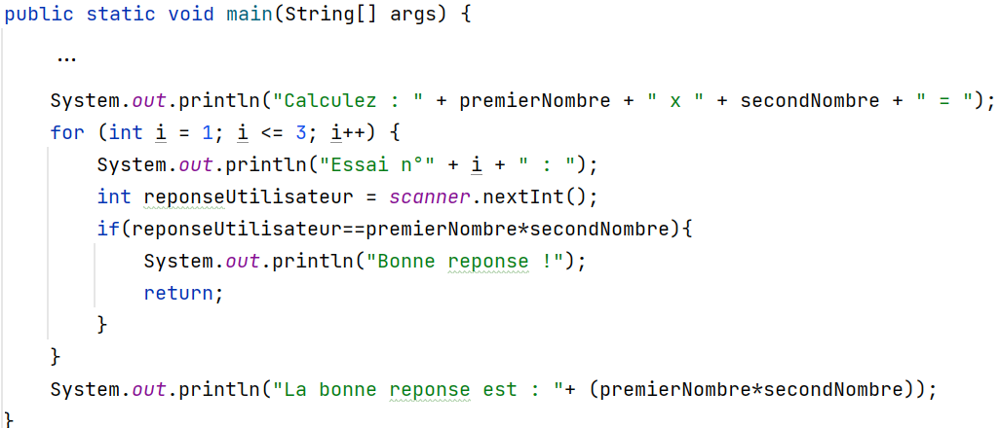 public static void main(String[] args) {
...
System.out.println("Calculez : " + premierNombre + " x " + secondNombre + " = ");
for (int i = 1; i <= 3; i++) {
System.out.println("Essai n°" + i + " : ");
int reponseUtilisateur = scanner.nextInt();
if(reponseUtilisateur==premierNombre*secondNombre){
System.out.println("Bonne reponse !");
return;
}
}
System.out.println("La bonne reponse est : "+ (premierNombre*secondNombre));
}